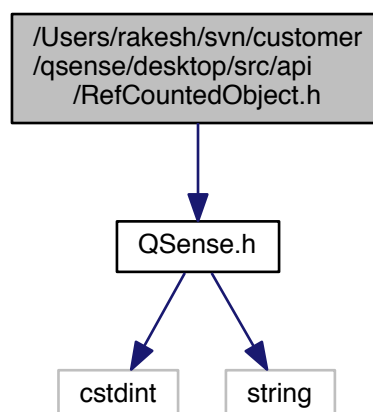 /Users/rakesh/svn/customer
/qsense/desktop/src/api
/RefCountedObject.h
QSense.h
cstdint
string